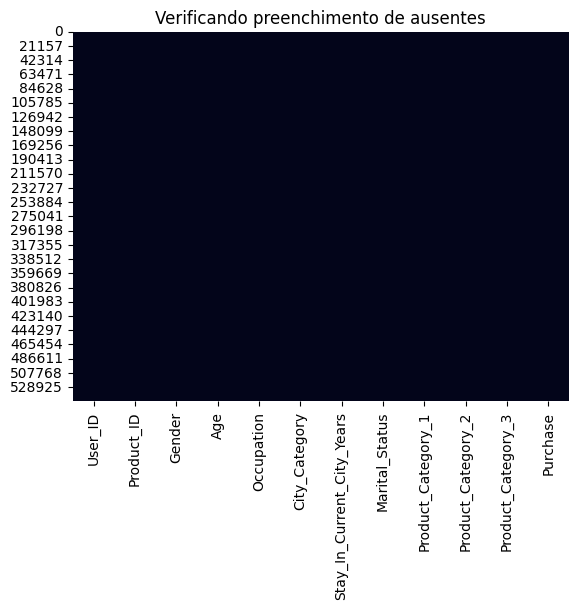 Verificando preenchimento de ausentes
0
21157
42314
63471
84628
105785
126942
148099
169256
190413
211570
232727
253884
275041
296198
317355
338512
359669
380826
401983
423140
444297
465454
486611
507768
528925
User_ID
Product_ID
Gender
Age
Occupation
City_Category
Stay_In_Current_City_Years
Marital_Status
Product_Category_1
Product_Category_2
Product_Category_3
Purchase